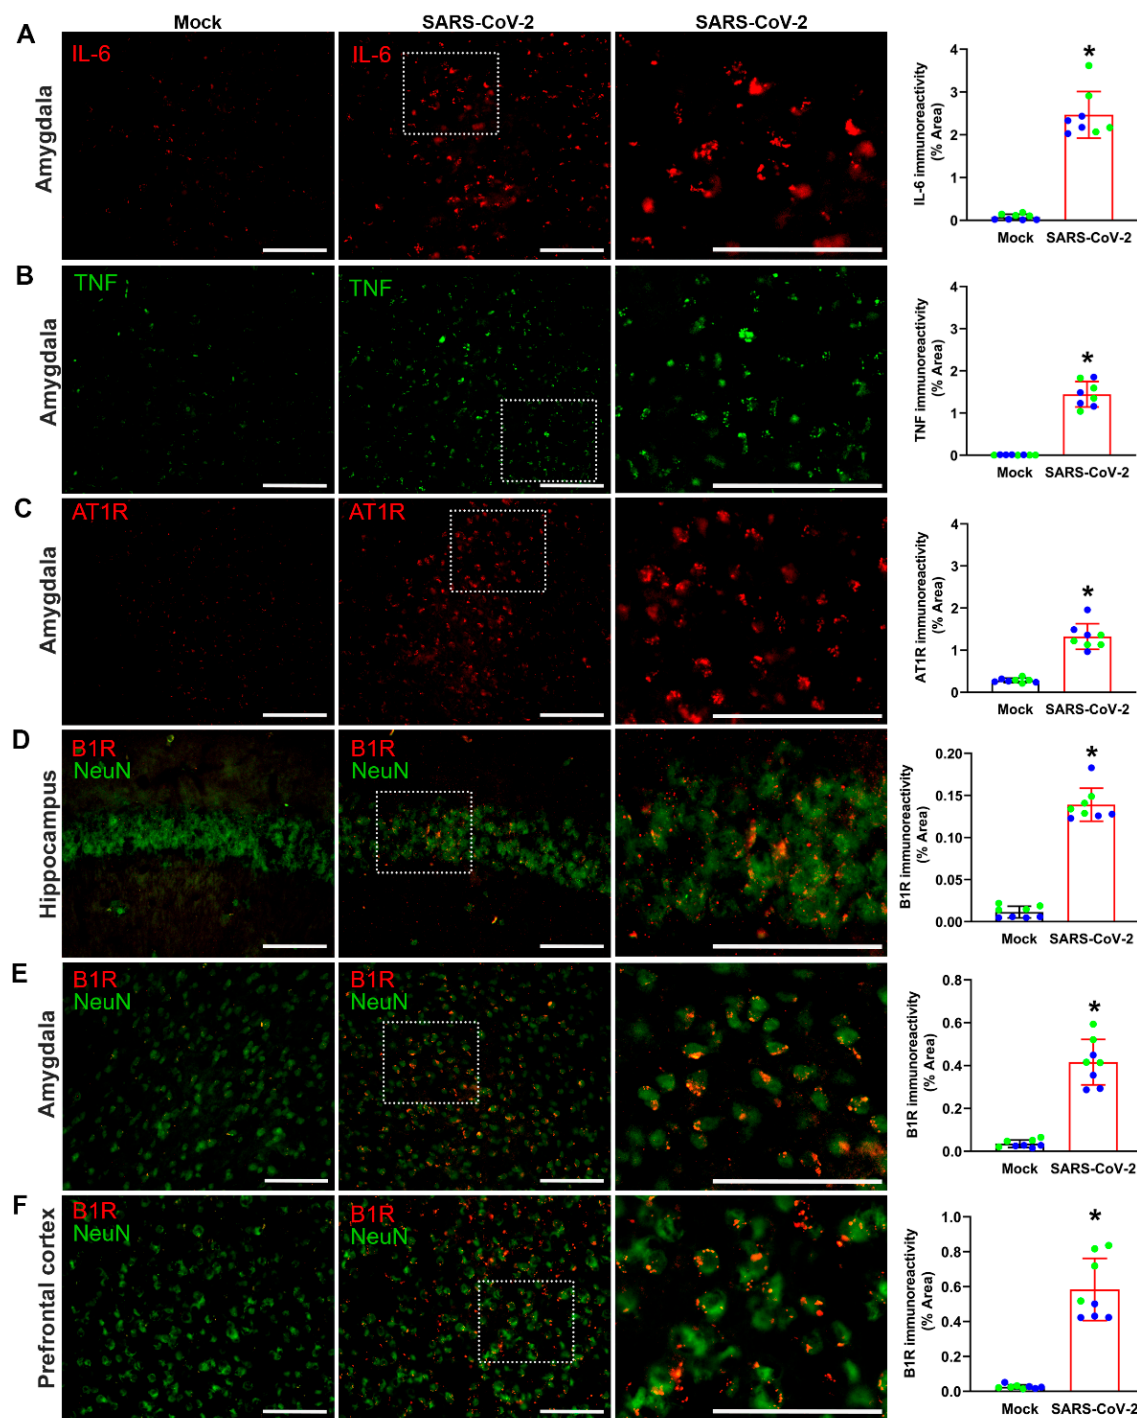 Mock
SARS-CoV-2
SARS-CoV-2
A
Amygdala
IL-6
IL-6
IL-6 immunoreactivity
(% Area)
4
3
2
1
0
*
Mock
SARS-CoV-2
B
Amygdala
TNF
TNF
TNF immunoreactivity
(% Area)
4
3
2
1
0
*
Mock
SARS-CoV-2
C
Amygdala
AT1R
AT1R
AT1R immunoreactivity
(% Area)
4
3
2
1
0
*
Mock
SARS-CoV-2
D
Hippocampus
B1R
NeuN
B1R
NeuN
B1R immunoreactivity
(% Area)
0.20
0.15
0.10
0.05
0.00
*
Mock
SARS-CoV-2
E
Amygdala
B1R
NeuN
B1R
NeuN
B1R immunoreactivity
(% Area)
0.8
0.6
0.4
0.2
0.0
*
Mock
SARS-CoV-2
F
Prefrontal cortex
B1R
NeuN
B1R
NeuN
B1R immunoreactivity
(% Area)
1.0
0.8
0.6
0.4
0.2
0.0
*
Mock
SARS-CoV-2